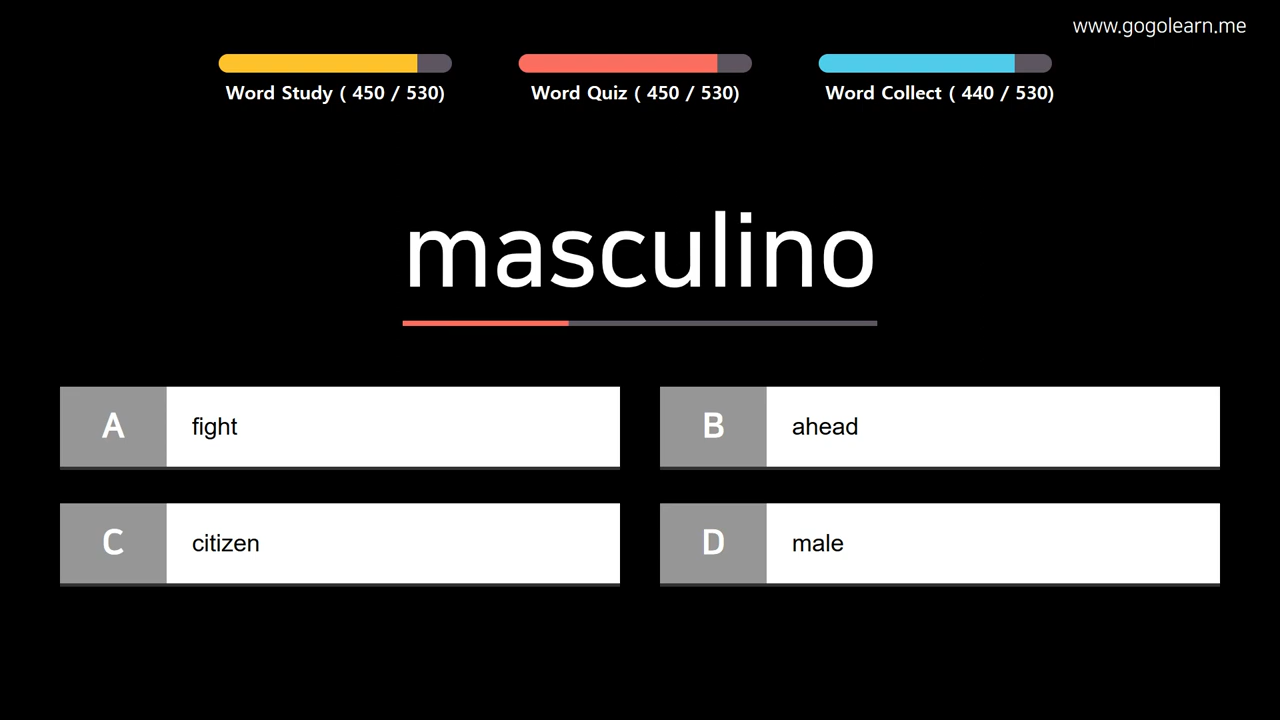 www.gogolearn.me
Word Study ( 450 / 530)
Word Quiz ( 450 / 530)
Word Collect ( 440 / 530)
masculino
A fight
B ahead
C citizen
D male